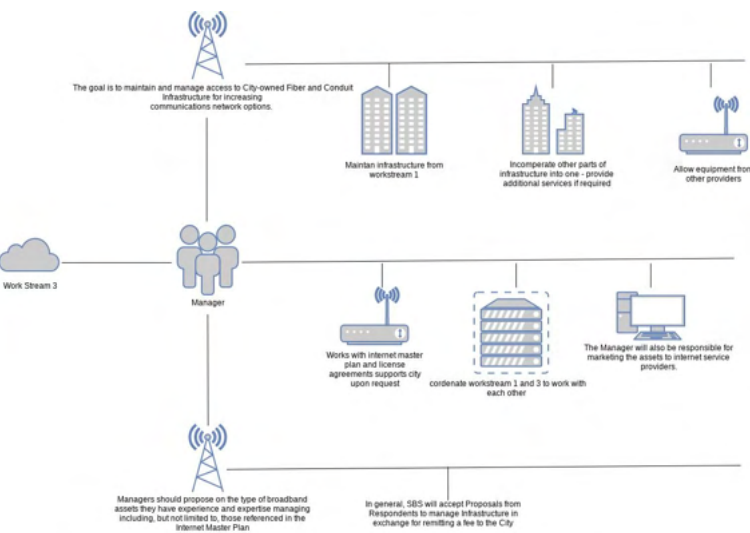 The goal is to maintain and manage access to City-owned Fiber and Conduit
Infrastructure for increasing
communications network options.
Maintan infrastructure from
workstream 1
Incomperate other parts of
infrastructure into one - provide
additional services if required
Allow equipment from
other providers
Work Stream 3
Manager
Works with internet master
plan and license
agreements supports city
upon request
cordenate workstream 1 and 3 to work with
each other
The Manager will also be responsible for
marketing the assets to internet service
providers.
Managers should propose on the type of broadband
assets they have experience and expertise managing
including, but not limited to, those referenced in the
Internet Master Plan
In general, SBS will accept Proposals from
Respondents to manage Infrastructure in
exchange for remitting a fee to the City